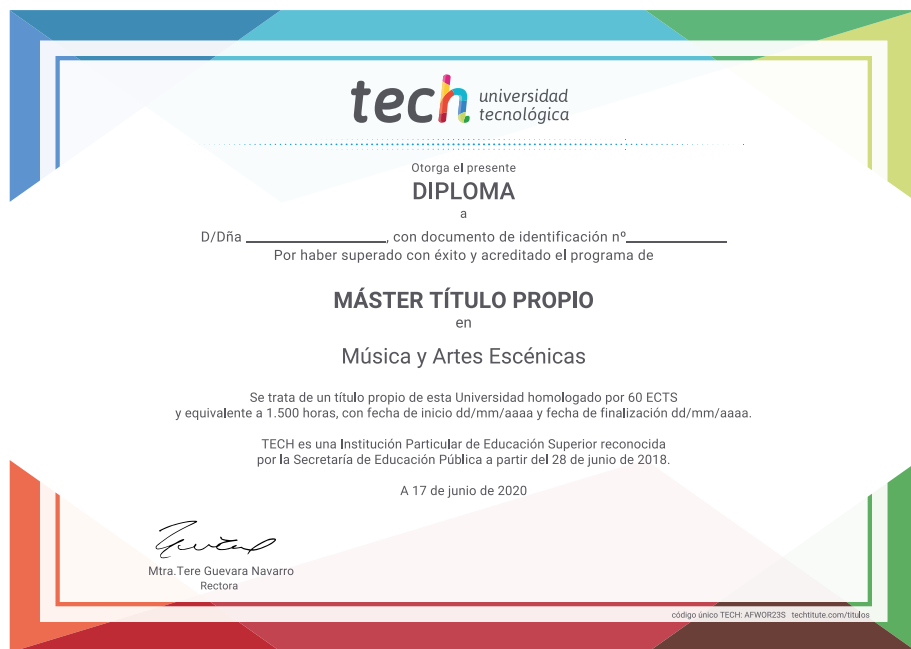 tech universidad
tecnológica
Otorga el presente
DIPLOMA
a
D/Dña ______________, con documento de identificación nº__________
Por haber superado con éxito y acreditado el programa de
MÁSTER TÍTULO PROPIO
en
Música y Artes Escénicas
Se trata de un título propio de esta Universidad homologado por 60 ECTS
y equivalente a 1.500 horas, con fecha de inicio dd/mm/aaaa y fecha de finalización dd/mm/aaaa.
TECH es una Institución Particular de Educación Superior reconocida
por la Secretaría de Educación Pública a partir del 28 de junio de 2018.
A 17 de junio de 2020
Mtra.Tere Guevara Navarro
Rectora
código único TECH: AFWOR23S techtitute.com/titulos